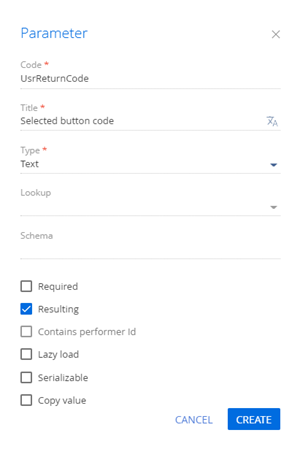 Parameter
Code *
UsrReturnCode
Title *
Selected button code
Type *
Text
Lookup
Schema
Required
Resulting
Contains performer Id
Lazy load
Serializable
Copy value
CANCEL CREATE